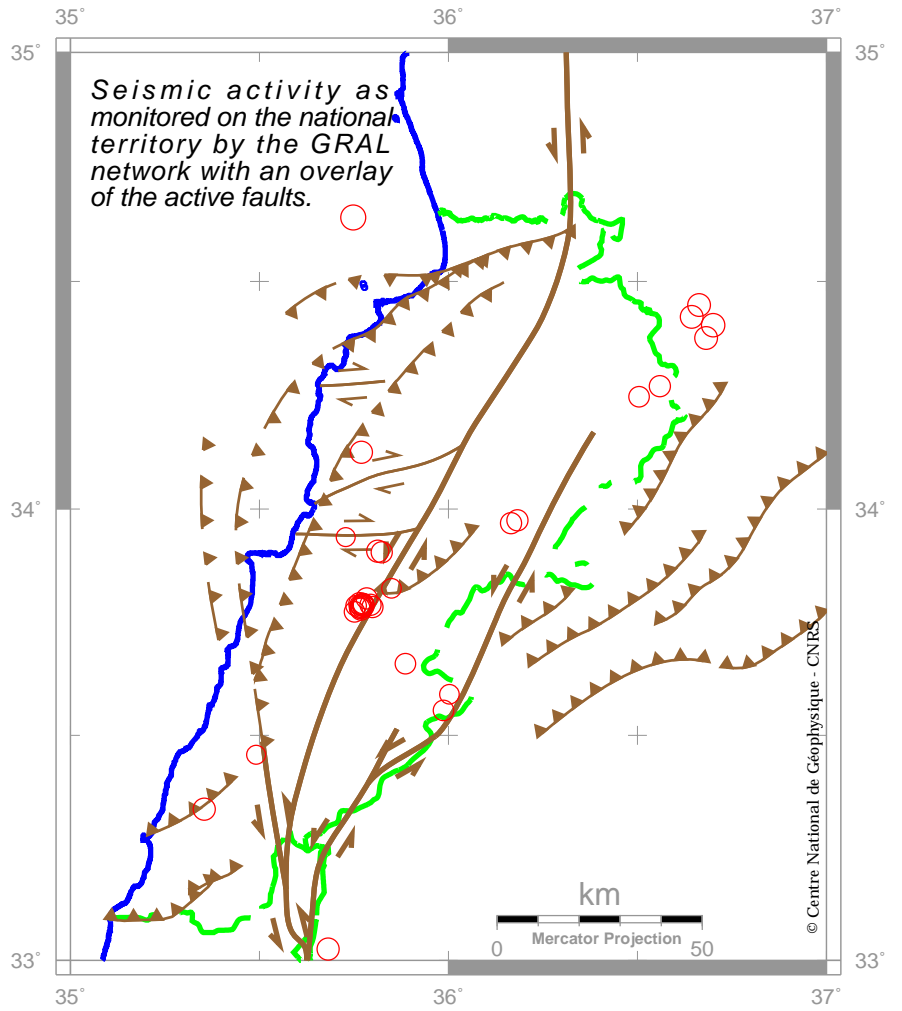 35˚ 36˚ 37˚
35˚ 35˚
Seismic activity as
monitored on the national
territory by the GRAL
network with an overlay
of the active faults.
34˚ 34˚
© Centre National de Géophysique - CNRS
km
Mercator Projection
0 50
33˚ 33˚
35˚ 36˚ 37˚